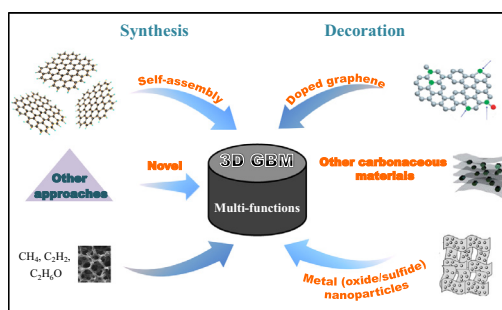 Synthesis
Decoration
Self-assembly
Doped graphene
3D GBM
Multi-functions
Other
approaches
Novel
Other carbonaceous
materials
CH₄, C₂H₂,
C₂H₆O
Metal (oxide/sulfide)
nanoparticles